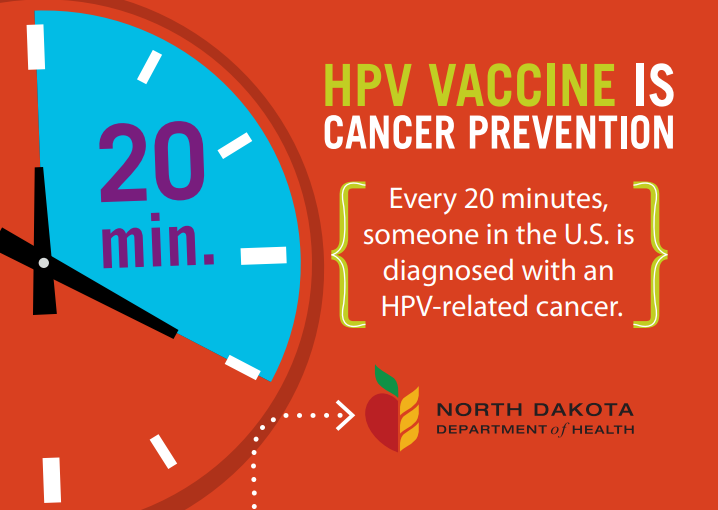 20
min.
HPV VACCINE IS
CANCER PREVENTION
Every 20 minutes,
someone in the U.S. is
diagnosed with an
HPV-related cancer.
NORTH DAKOTA
DEPARTMENT of HEALTH